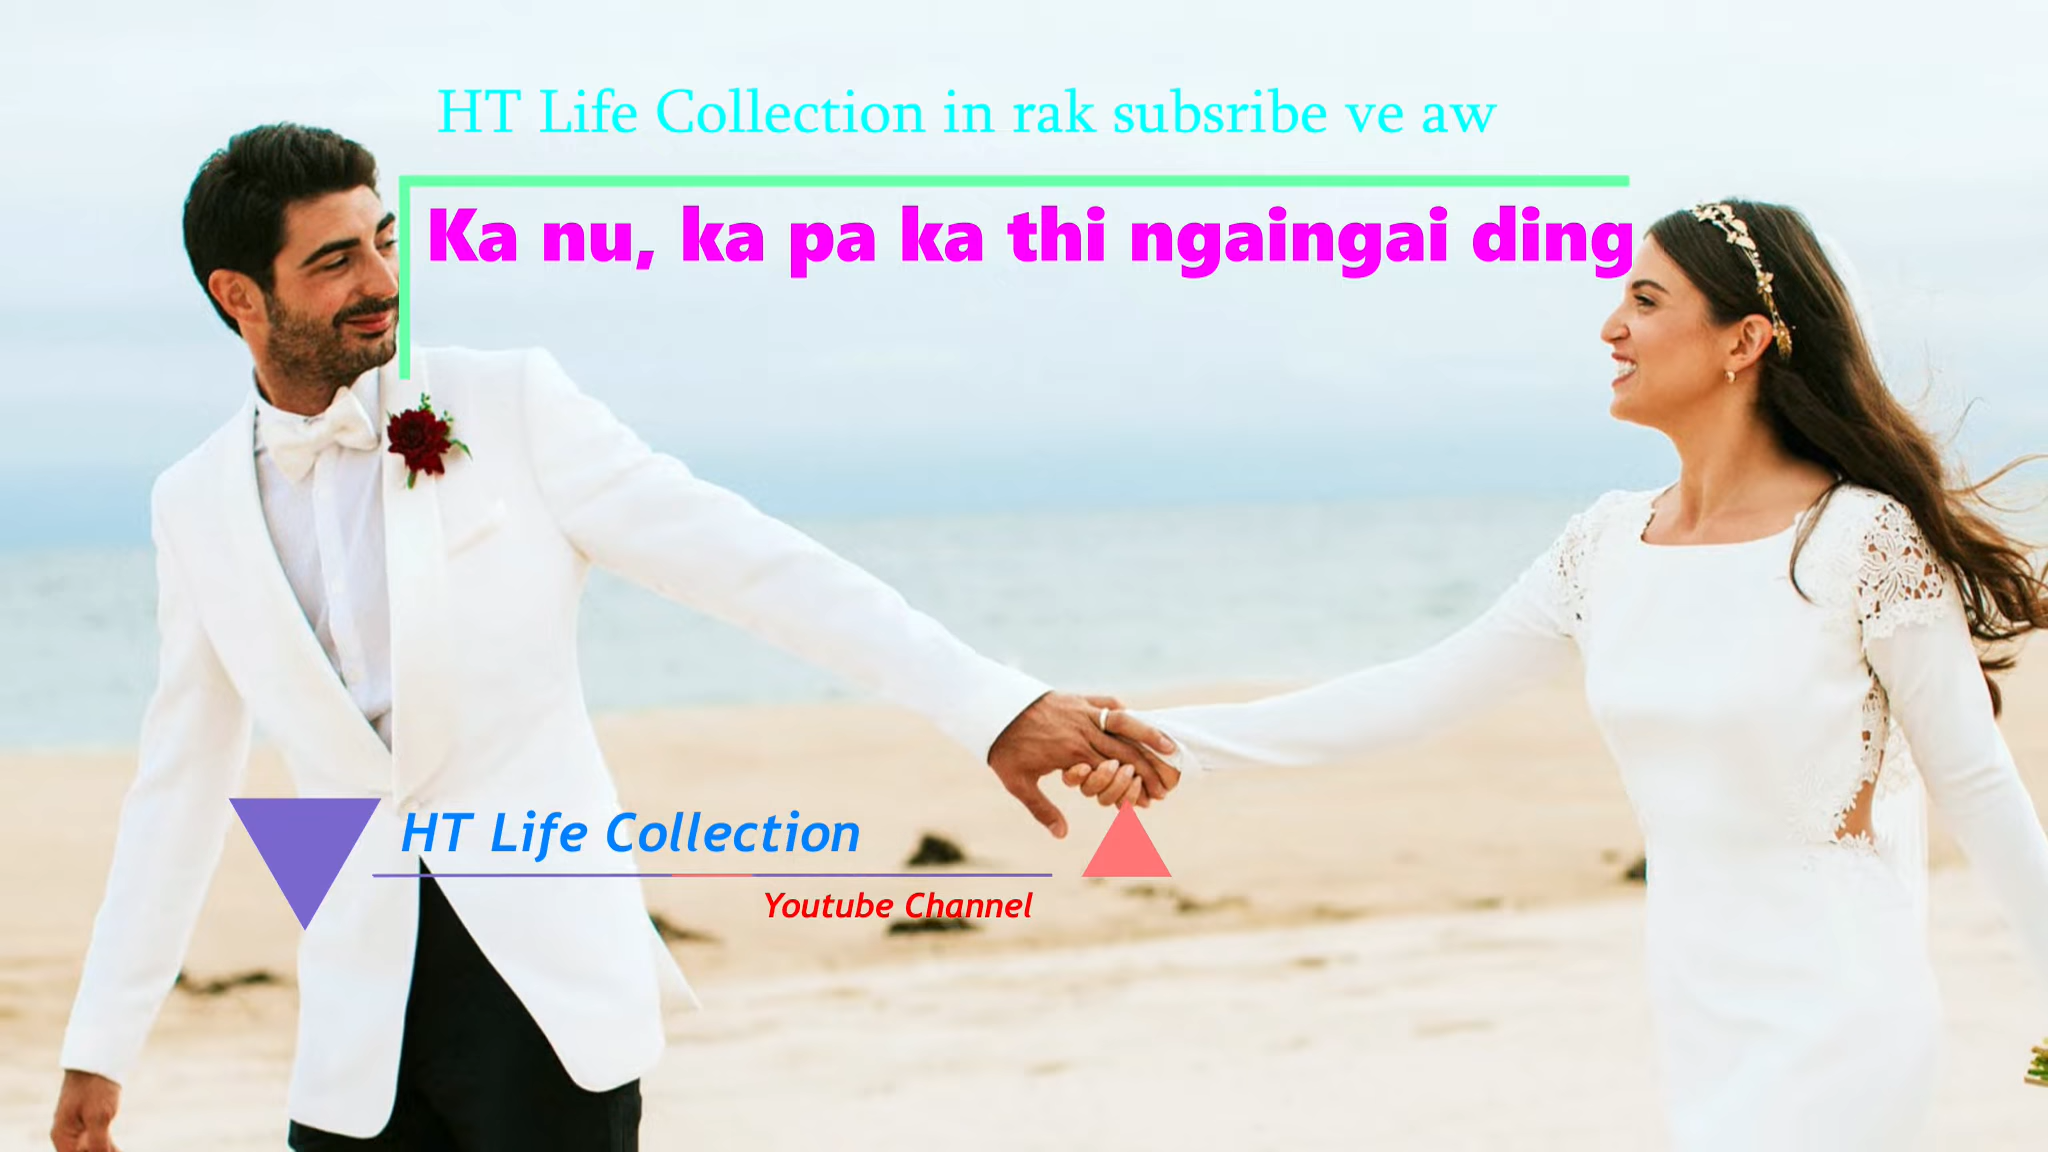 HT Life Collection in rak subsribe ve aw
Ka nu, ka pa ka thi ngaingai ding
HT Life Collection
Youtube Channel